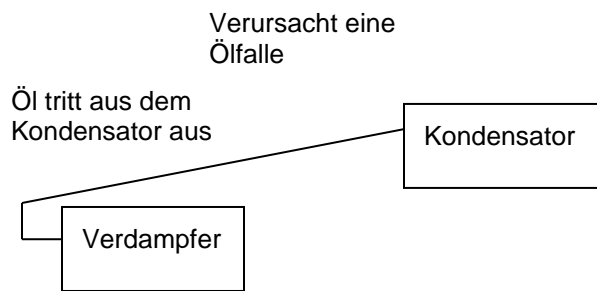 Verursacht eine
Ölfalle
Öl tritt aus dem
Kondensator aus
Kondensator
Verdampfer